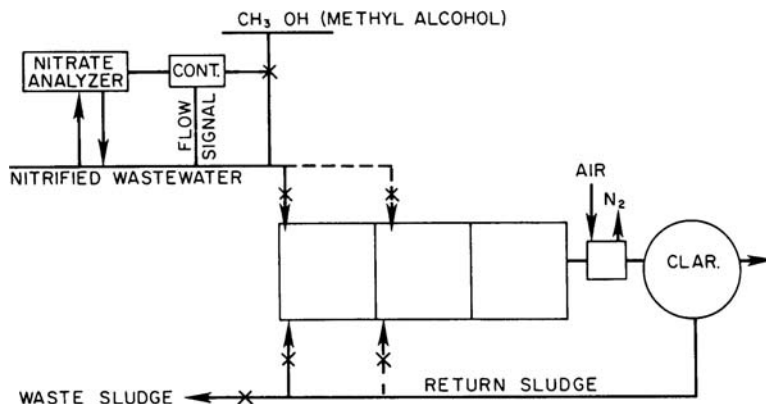 CH₃ OH (METHYL ALCOHOL)
NITRATE
ANALYZER
CONT.
FLOW
SIGNAL
NITRIFIED WASTEWATER
AIR
N₂
CLAR.
RETURN SLUDGE
WASTE SLUDGE